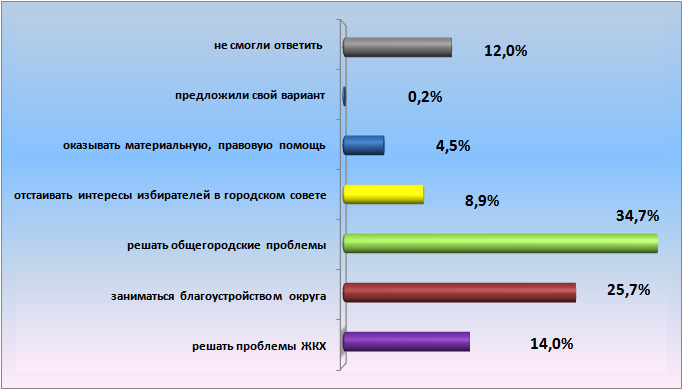 не смогли ответить 12,0%
предложили свой вариант 0,2%
оказывать материальную, правовую помощь 4,5%
отстаивать интересы избирателей в городском совете 8,9%
решать общегородские проблемы 34,7%
заниматься благоустройством округа 25,7%
решать проблемы ЖКХ 14,0%